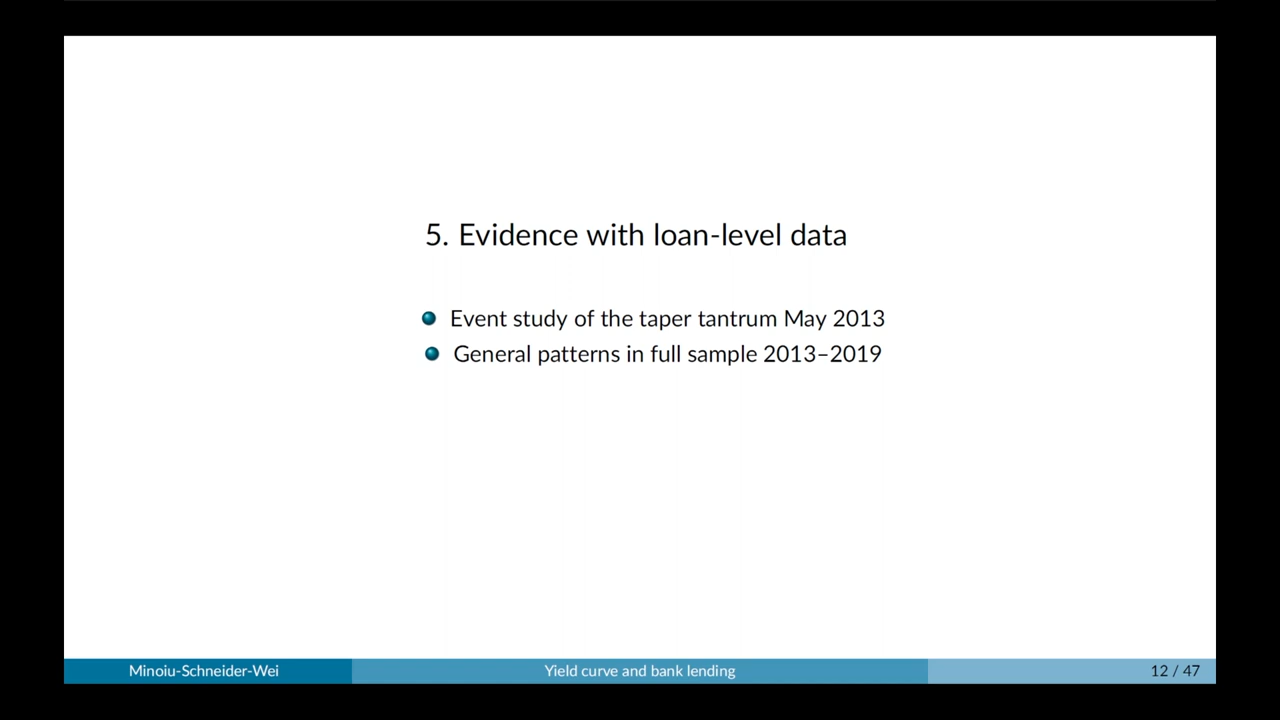 5. Evidence with loan-level data
Event study of the taper tantrum May 2013
General patterns in full sample 2013–2019
Minoiu-Schneider-Wei
Yield curve and bank lending
12 / 47